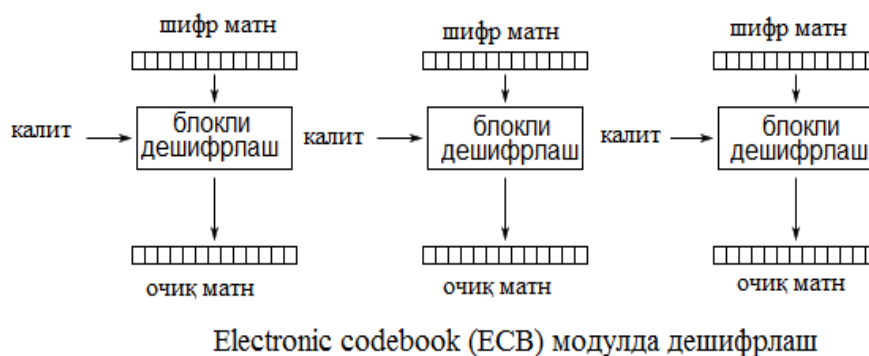 шифр матн
шифр матн
шифр матн
калит
блокли
дешифрлаш
калит
блокли
дешифрлаш
калит
блокли
дешифрлаш
очиқ матн
очиқ матн
очиқ матн
Electronic codebook (ECB) модулда дешифрлаш